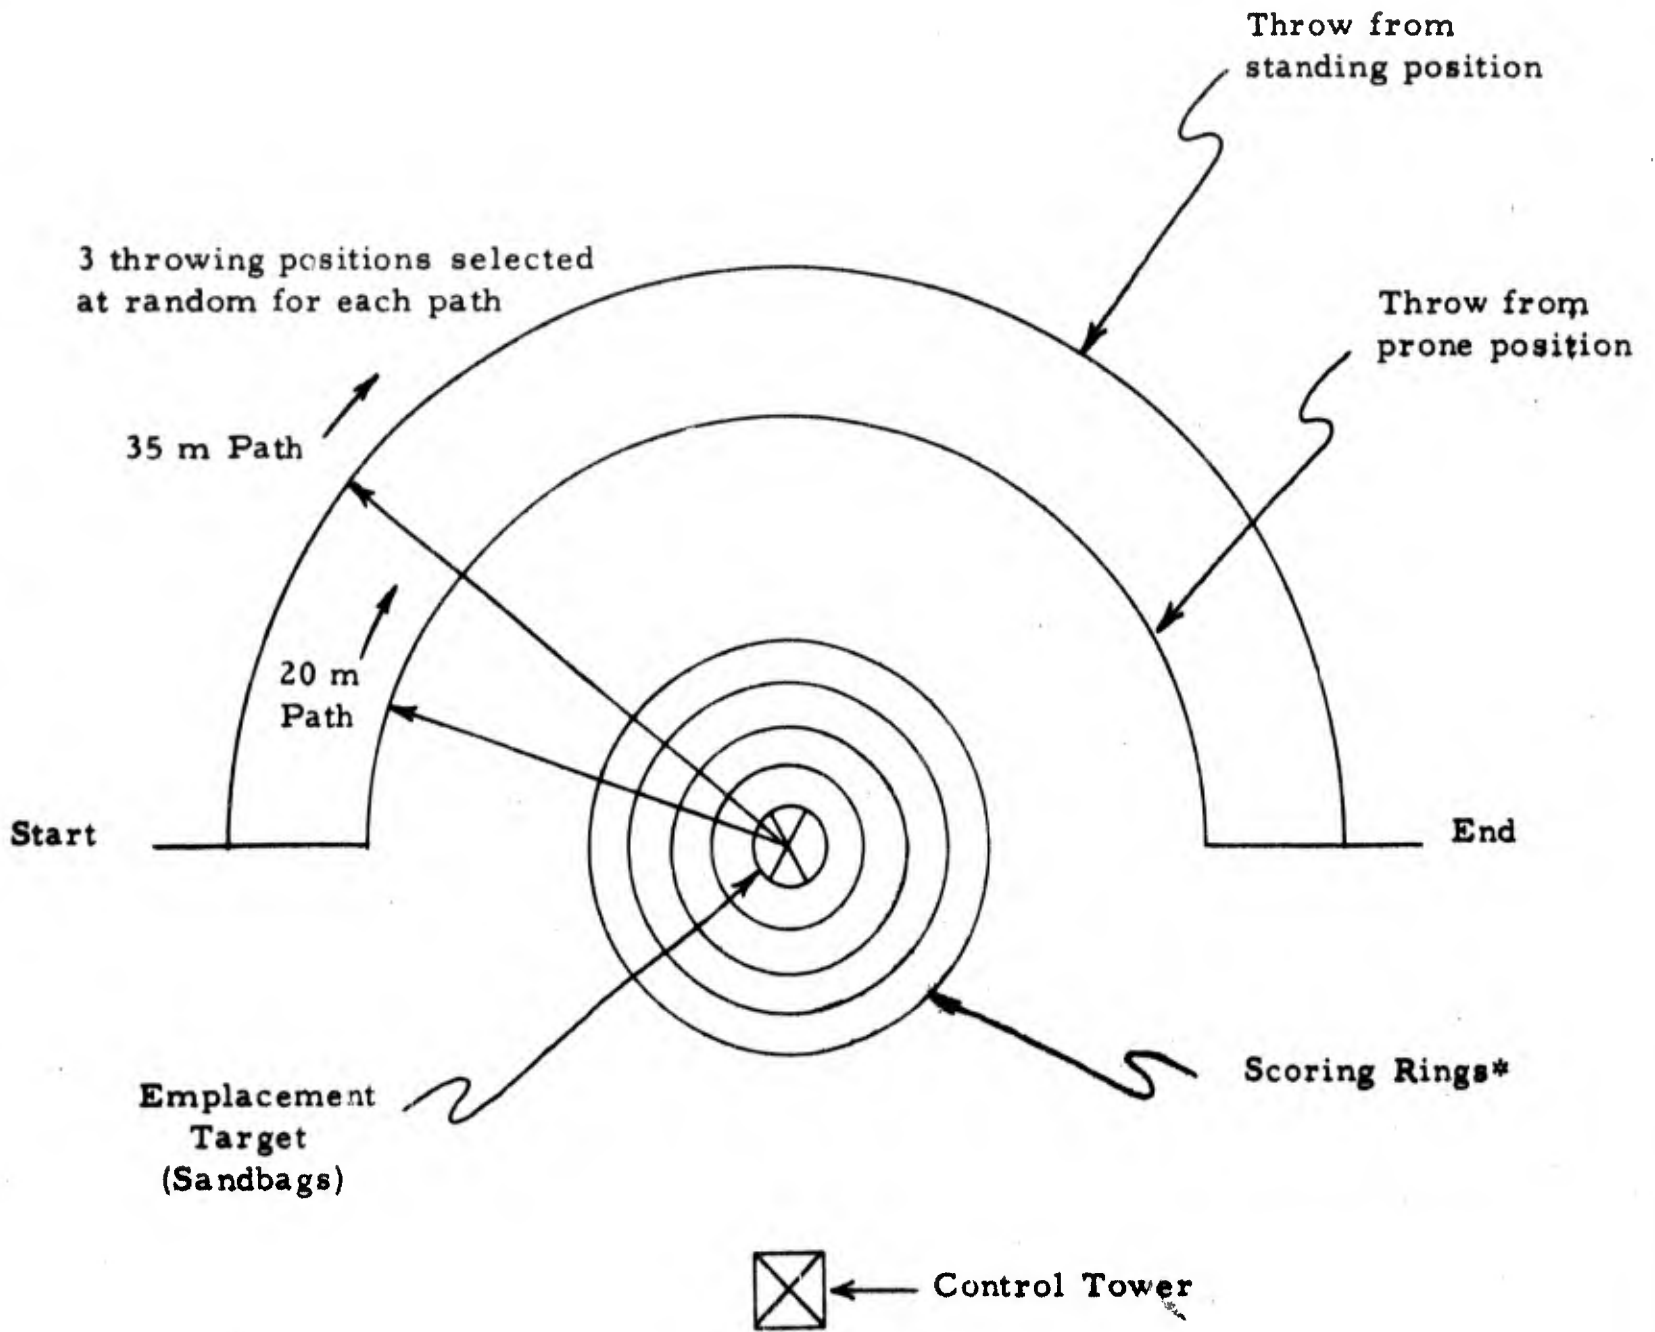 Throw from
standing position
3 throwing positions selected
at random for each path
Throw from
prone position
35 m Path
20 m
Path
Start
End
Scoring Rings*
Emplacement
Target
(Sandbags)
Control Tower